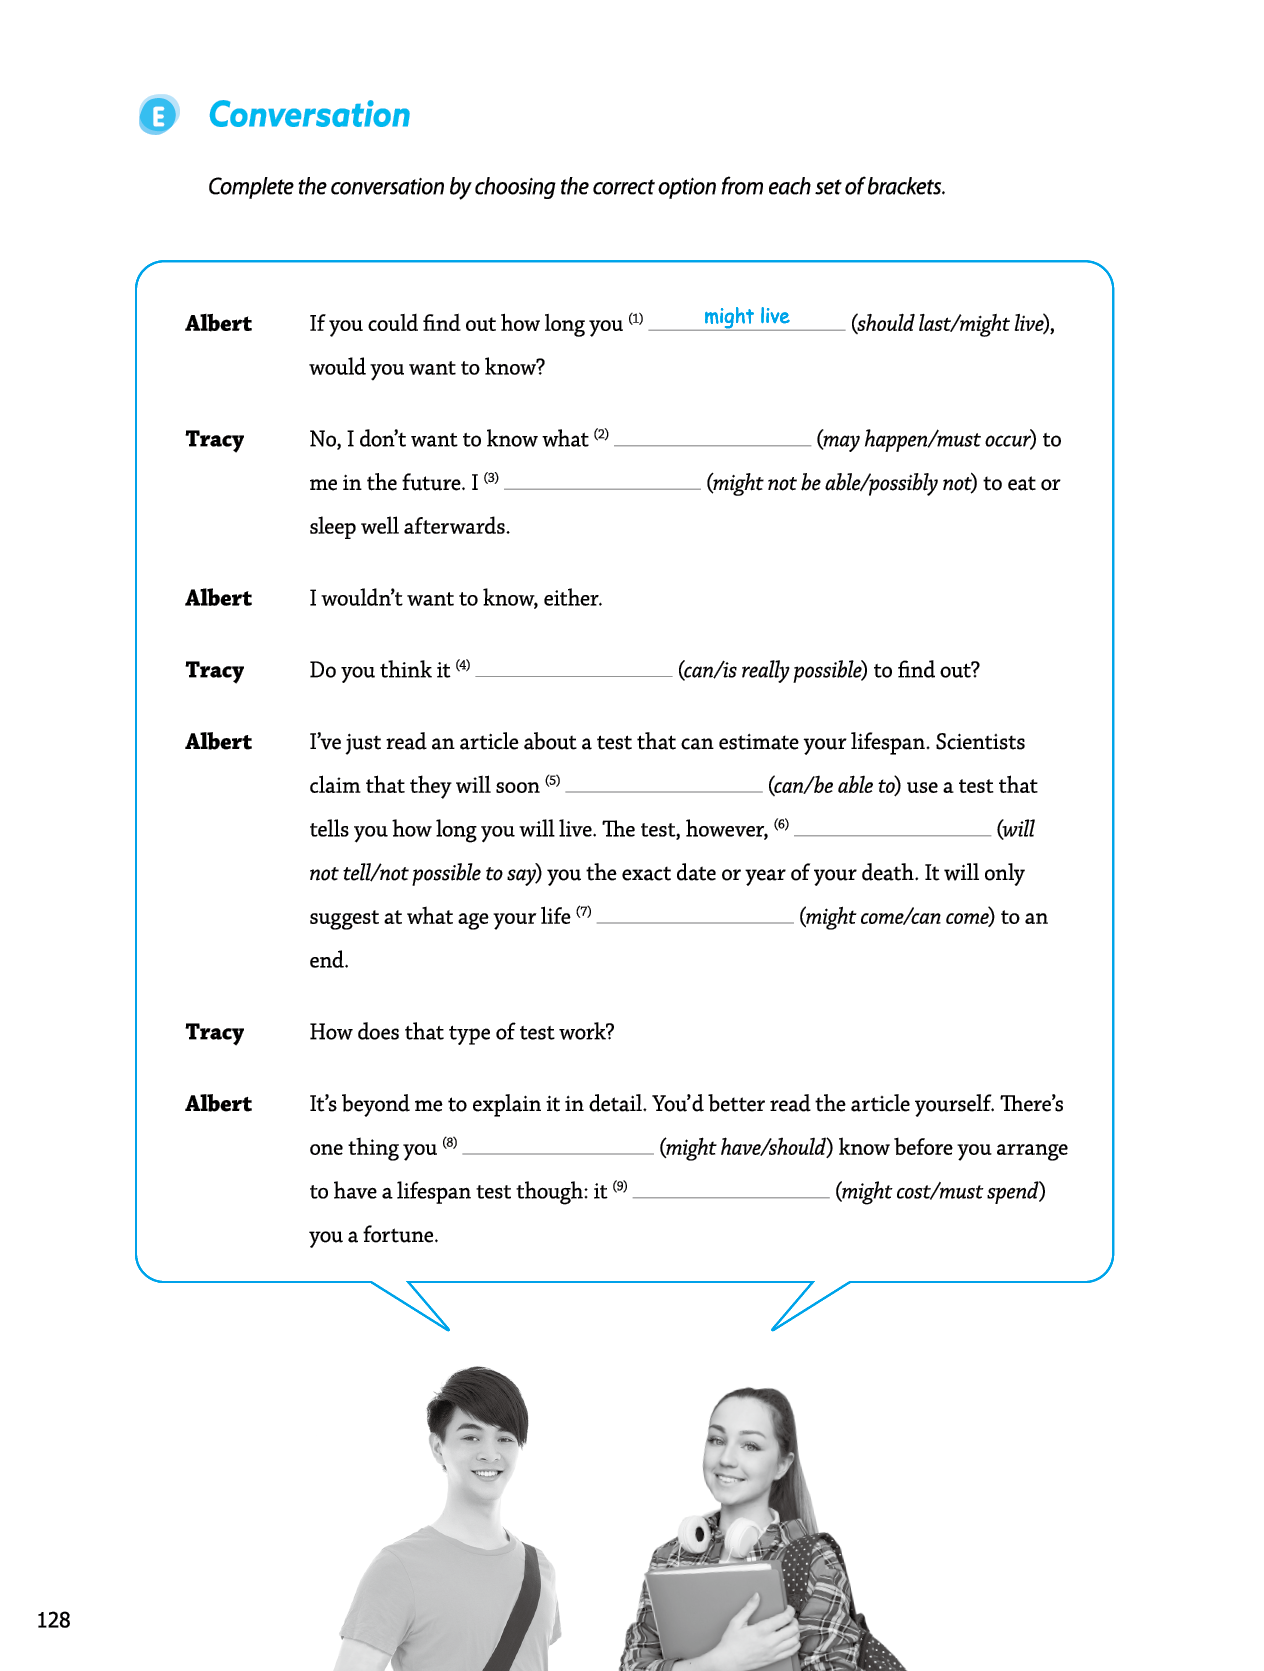 E Conversation
Complete the conversation by choosing the correct option from each set of brackets.
Albert If you could find out how long you (1) might live (should last/might live),
would you want to know?
Tracy No, I don't want to know what (2) ____________ (may happen/must occur) to
me in the future. I (3) ____________ (might not be able/possibly not) to eat or
sleep well afterwards.
Albert I wouldn't want to know, either.
Tracy Do you think it (4) ____________ (can/is really possible) to find out?
Albert I've just read an article about a test that can estimate your lifespan. Scientists
claim that they will soon (5) ____________ (can/be able to) use a test that
tells you how long you will live. The test, however, (6) ____________ (will
not tell/not possible to say) you the exact date or year of your death. It will only
suggest at what age your life (7) ____________ (might come/can come) to an
end.
Tracy How does that type of test work?
Albert It's beyond me to explain it in detail. You'd better read the article yourself. There's
one thing you (8) ____________ (might have/should) know before you arrange
to have a lifespan test though: it (9) ____________ (might cost/must spend)
you a fortune.
128